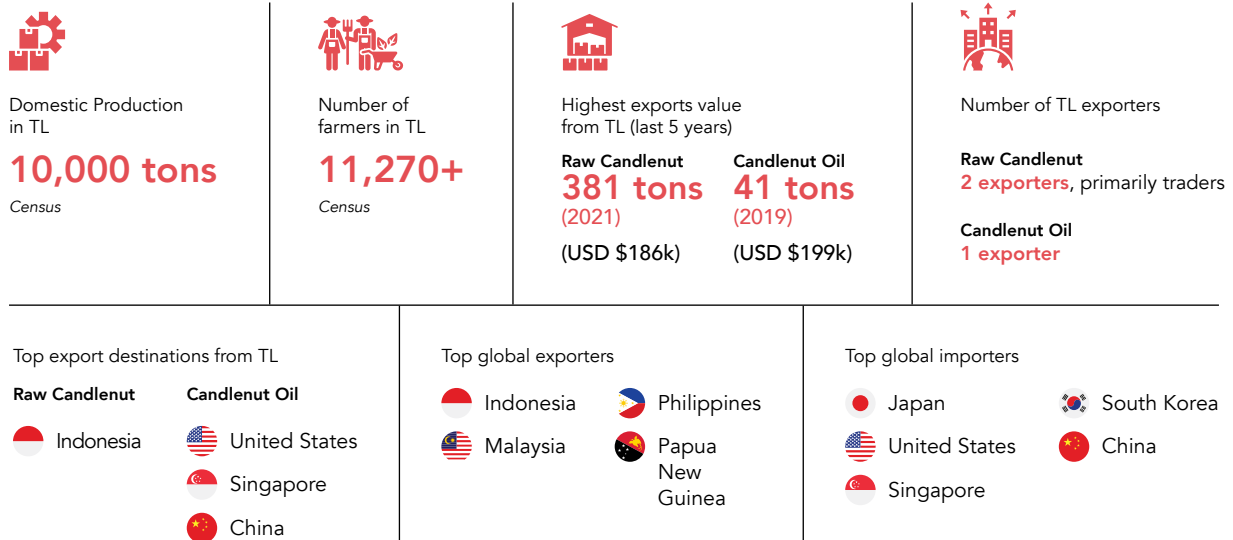 Domestic Production
in TL
10,000 tons
Census
Number of
farmers in TL
11,270+
Census
Highest exports value
from TL (last 5 years)
Raw Candlenut
381 tons
(2021)
(USD $186k)
Candlenut Oil
41 tons
(2019)
(USD $199k)
Number of TL exporters
Raw Candlenut
2 exporters, primarily traders
Candlenut Oil
1 exporter
Top export destinations from TL
Raw Candlenut
Indonesia
Candlenut Oil
United States
Singapore
China
Top global exporters
Indonesia
Malaysia
Philippines
Papua
New
Guinea
Top global importers
Japan
United States
Singapore
South Korea
China